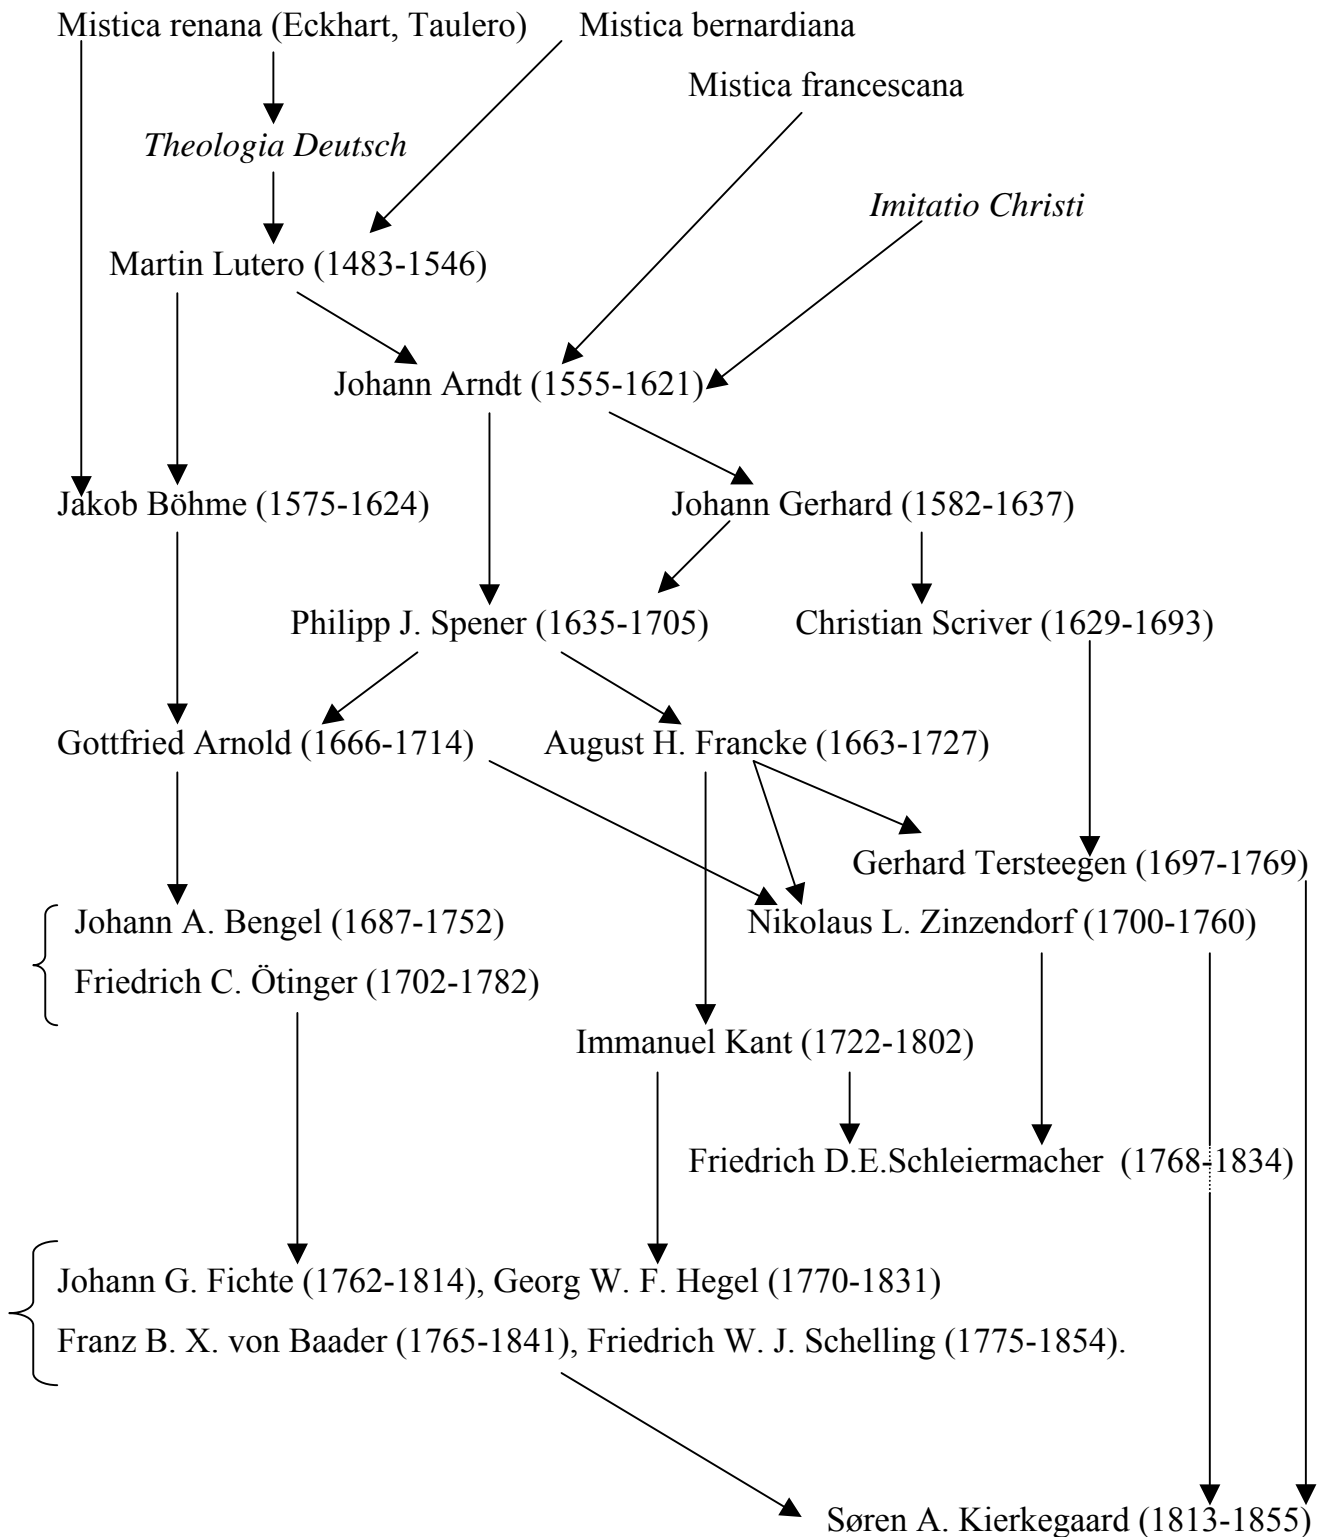 Mistica renana (Eckhart, Taulero) Mistica bernardiana
Mistica francescana
Theologia Deutsch
Imitatio Christi
Martin Lutero (1483-1546)
Johann Arndt (1555-1621)
Jakob Böhme (1575-1624) Johann Gerhard (1582-1637)
Philipp J. Spener (1635-1705) Christian Scriver (1629-1693)
Gottfried Arnold (1666-1714) August H. Francke (1663-1727)
Gerhard Tersteegen (1697-1769)
Johann A. Bengel (1687-1752) Nikolaus L. Zinzendorf (1700-1760)
Friedrich C. Ötinger (1702-1782)
Immanuel Kant (1722-1802)
Friedrich D.E.Schleiermacher (1768-1834)
Johann G. Fichte (1762-1814), Georg W. F. Hegel (1770-1831)
Franz B. X. von Baader (1765-1841), Friedrich W. J. Schelling (1775-1854).
Søren A. Kierkegaard (1813-1855)